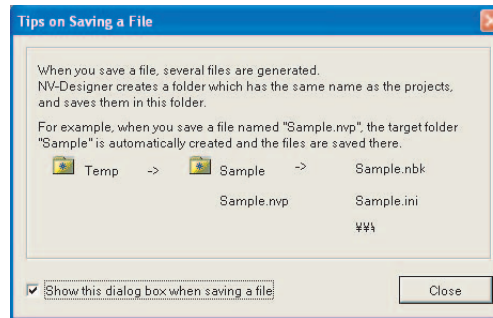 Tips on Saving a File
When you save a file, several files are generated.
NV-Designer creates a folder which has the same name as the projects,
and saves them in this folder.
For example, when you save a file named "Sample.nvp", the target folder
"Sample" is automatically created and the files are saved there.
Temp -> Sample -> Sample.nbk
Sample.nvp Sample.ini
¥¥\
Show this dialog box when saving a file
Close